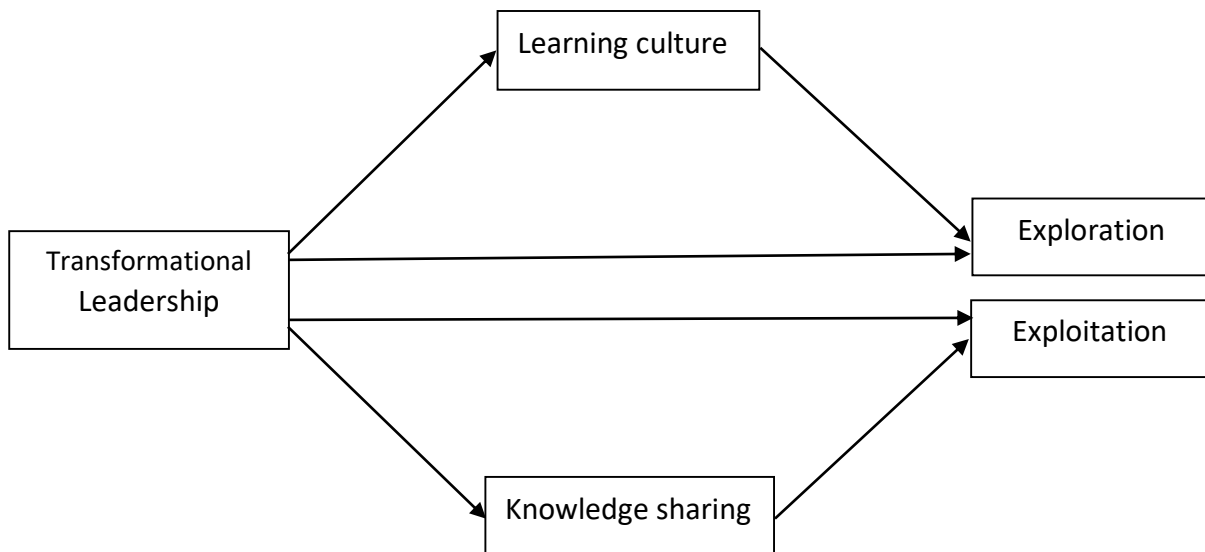 Learning culture
Exploration
Transformational
Leadership
Exploitation
Knowledge sharing